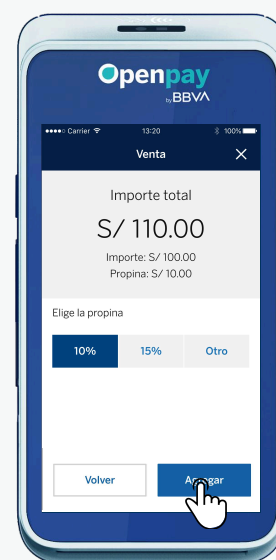 Openpay
by BBVA
Carrier 13:20 100%
Venta
Importe total
S/ 110.00
Importe: S/ 100.00
Propina: S/ 10.00
Elige la propina
10% 15% Otro
Volver Agregar